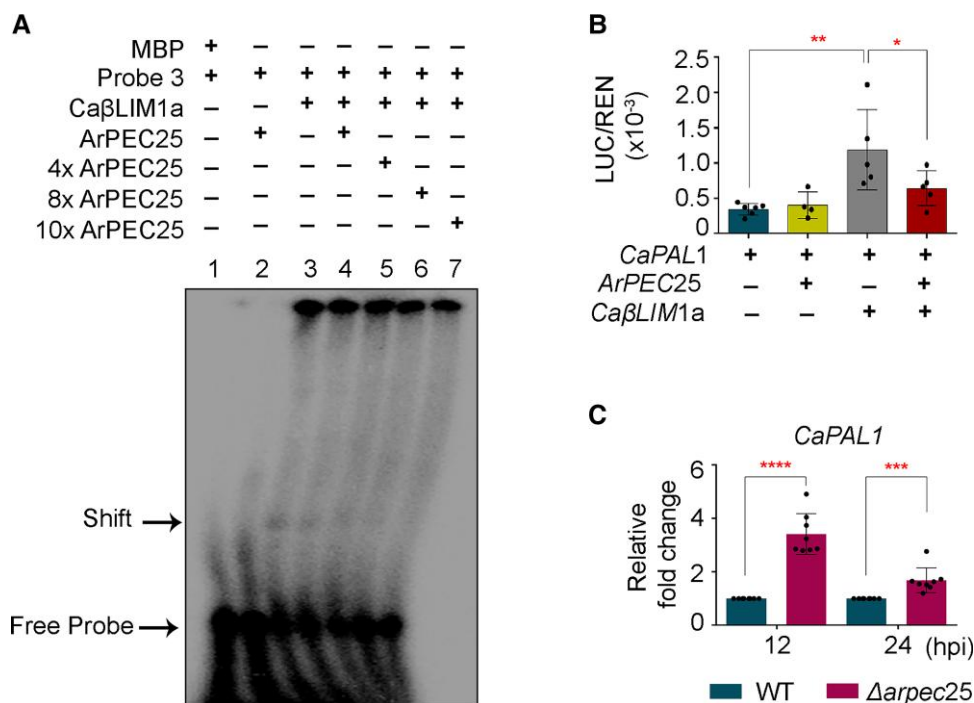 A
MBP + – – – – – –
Probe 3 + + + + + + +
CaβLIM1a – – + + + + +
ArPEC25 – + – + – – –
4x ArPEC25 – – – – + – –
8x ArPEC25 – – – – – + –
10x ArPEC25 – – – – – – +
1 2 3 4 5 6 7
Shift
Free Probe
B
** *
LUC/REN
(x10⁻³)
2.5
2.0
1.5
1.0
0.5
0
CaPAL1 + + + +
ArPEC25 – + – +
CaβLIM1a – – + +
C
CaPAL1
**** ***
Relative
fold change
6
4
2
0
12 24 (hpi)
WT Δarpec25